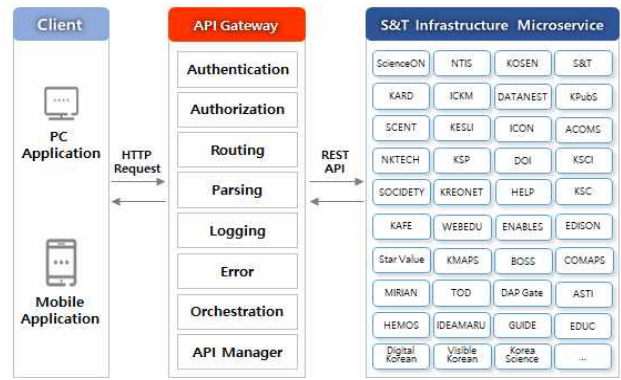 Client
API Gateway
S&T Infrastructure Microservice
PC
Application
Mobile
Application
HTTP
Request
Authentication
Authorization
Routing
Parsing
Logging
Error
Orchestration
API Manager
REST
API
ScienceON NTIS KOSEN S&T
KARD ICKM DATANEST KPubS
SCENT KESLI ICON ACOMS
NKTECH KSP DOI KSCI
SOCIDETY KREONET HELP KSC
KAFE WEBEDU ENABLES EDISON
Star Value KMAPS BOSS COMAPS
MIRIAN TOD DAP Gate ASTI
HEMOS IDEAMARU GUIDE EDUC
Digital Visible Korea ...
Korean Korean Science